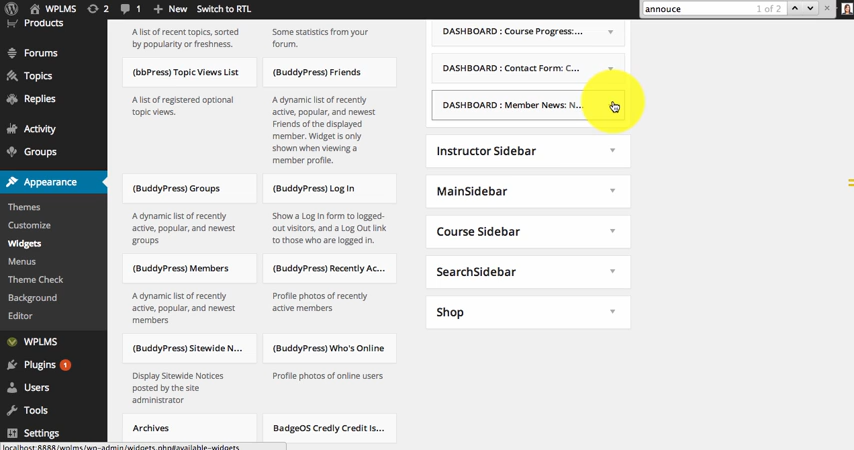 WPLMS
2
1
+ New
Switch to RTL
annouce
1 of 2
Products
Forums
Topics
Replies
Activity
Groups
Appearance
Themes
Customize
Widgets
Menus
Theme Check
Background
Editor
WPLMS
Plugins 1
Users
Tools
Settings
A list of recent topics, sorted
by popularity or freshness.
(bbPress) Topic Views List
A list of registered optional
topic views.
(BuddyPress) Groups
A dynamic list of recently
active, popular, and newest
groups
(BuddyPress) Members
A dynamic list of recently
active, popular, and newest
members
(BuddyPress) Sitewide N...
Display Sitewide Notices
posted by the site
administrator
Archives
Some statistics from your
forum.
(BuddyPress) Friends
A dynamic list of recently
active, popular, and newest
Friends of the displayed
member. Widget is only
shown when viewing a
member profile.
(BuddyPress) Log In
Show a Log In form to logged-
out visitors, and a Log Out link
to those who are logged in.
(BuddyPress) Recently Ac...
Profile photos of recently
active members
(BuddyPress) Who's Online
Profile photos of online users
BadgeOS Credly Credit Is...
DASHBOARD : Course Progress:...
DASHBOARD : Contact Form: C...
DASHBOARD : Member News: N...
Instructor Sidebar
MainSidebar
Course Sidebar
SearchSidebar
Shop
localhost:8888/wplms/wp-admin/widgets.php#available-widgets